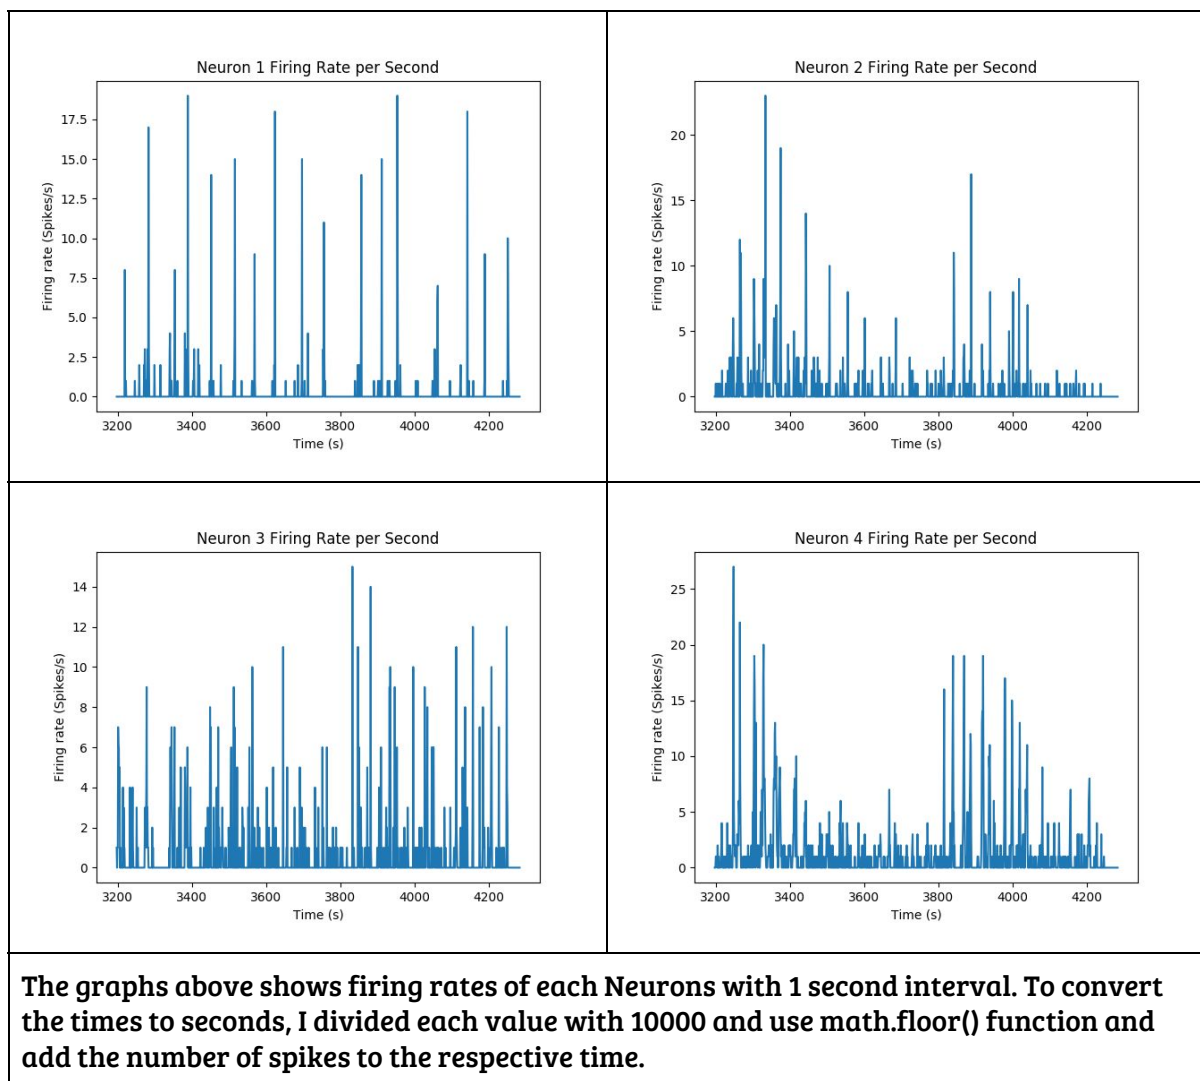 Neuron 1 Firing Rate per Second
17.5
15.0
12.5
10.0
7.5
5.0
2.5
0.0
Firing rate (Spikes/s)
3200 3400 3600 3800 4000 4200
Time (s)
Neuron 2 Firing Rate per Second
20
15
10
5
0
Firing rate (Spikes/s)
3200 3400 3600 3800 4000 4200
Time (s)
Neuron 3 Firing Rate per Second
14
12
10
8
6
4
2
0
Firing rate (Spikes/s)
3200 3400 3600 3800 4000 4200
Time (s)
Neuron 4 Firing Rate per Second
25
20
15
10
5
0
Firing rate (Spikes/s)
3200 3400 3600 3800 4000 4200
Time (s)
The graphs above shows firing rates of each Neurons with 1 second interval. To convert
the times to seconds, I divided each value with 10000 and use math.floor() function and
add the number of spikes to the respective time.